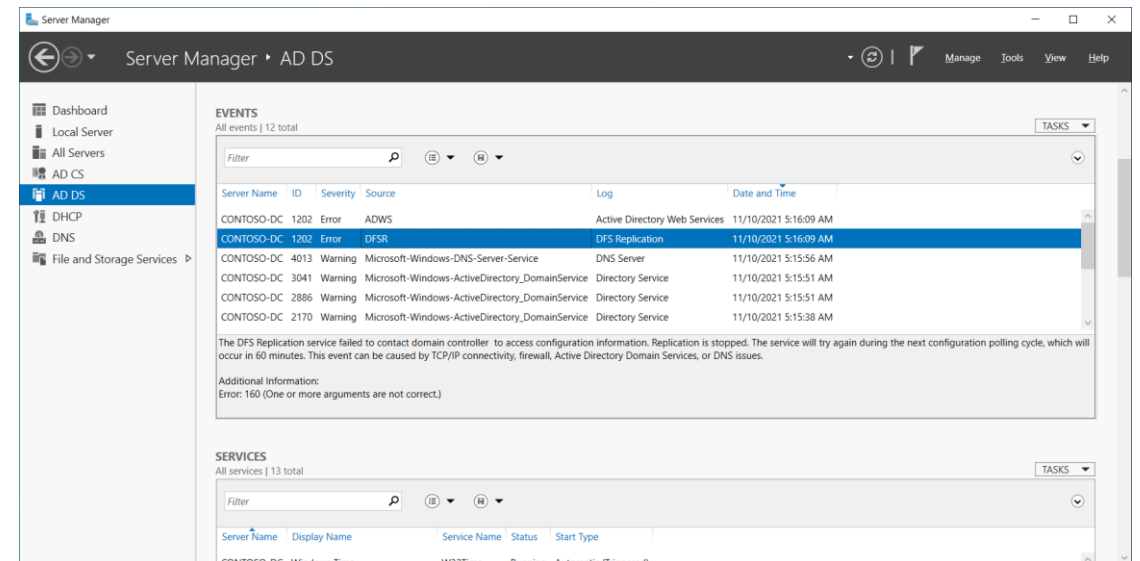 Server Manager
Server Manager ‣ AD DS
Manage Tools View Help
Dashboard
Local Server
All Servers
AD CS
AD DS
DHCP
DNS
File and Storage Services
EVENTS
All events | 12 total
TASKS
Filter
Server Name ID Severity Source Log Date and Time
CONTOSO-DC 1202 Error ADWS Active Directory Web Services 11/10/2021 5:16:09 AM
CONTOSO-DC 1202 Error DFSR DFS Replication 11/10/2021 5:16:09 AM
CONTOSO-DC 4013 Warning Microsoft-Windows-DNS-Server-Service DNS Server 11/10/2021 5:15:56 AM
CONTOSO-DC 3041 Warning Microsoft-Windows-ActiveDirectory_DomainService Directory Service 11/10/2021 5:15:51 AM
CONTOSO-DC 2886 Warning Microsoft-Windows-ActiveDirectory_DomainService Directory Service 11/10/2021 5:15:51 AM
CONTOSO-DC 2170 Warning Microsoft-Windows-ActiveDirectory_DomainService Directory Service 11/10/2021 5:15:38 AM
The DFS Replication service failed to contact domain controller to access configuration information. Replication is stopped. The service will try again during the next configuration polling cycle, which will
occur in 60 minutes. This event can be caused by TCP/IP connectivity, firewall, Active Directory Domain Services, or DNS issues.
Additional Information:
Error: 160 (One or more arguments are not correct.)
SERVICES
All services | 13 total
TASKS
Filter
Server Name Display Name Service Name Status Start Type